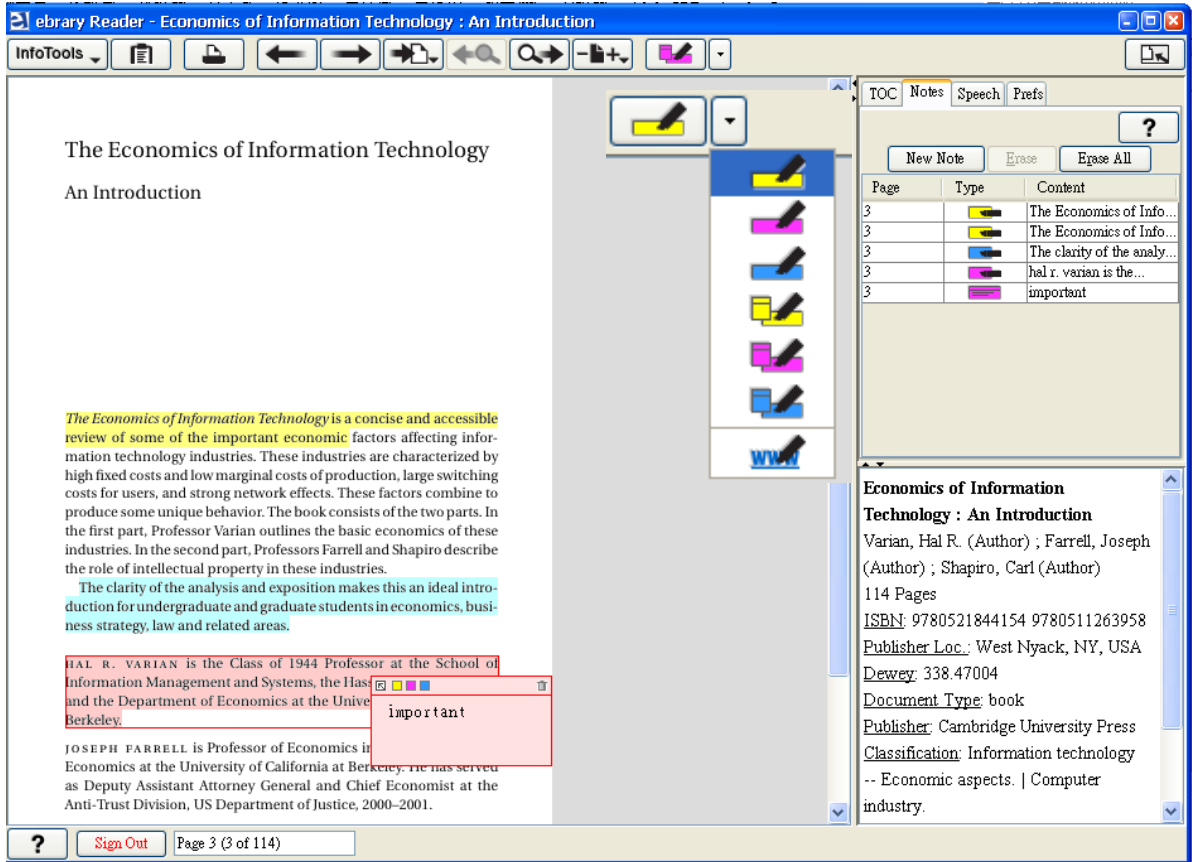 ebrary Reader - Economics of Information Technology : An Introduction
InfoTools
The Economics of Information Technology
An Introduction
The Economics of Information Technology is a concise and accessible
review of some of the important economic factors affecting infor-
mation technology industries. These industries are characterized by
high fixed costs and low marginal costs of production, large switching
costs for users, and strong network effects. These factors combine to
produce some unique behavior. The book consists of the two parts. In
the first part, Professor Varian outlines the basic economics of these
industries. In the second part, Professors Farrell and Shapiro describe
the role of intellectual property in these industries.
The clarity of the analysis and exposition makes this an ideal intro-
duction for undergraduate and graduate students in economics, busi-
ness strategy, law and related areas.
HAL R. VARIAN is the Class of 1944 Professor at the School of
Information Management and Systems, the Has
and the Department of Economics at the Unive
Berkeley.
important
JOSEPH FARRELL is Professor of Economics i
Economics at the University of California at Berkeley. He has served
as Deputy Assistant Attorney General and Chief Economist at the
Anti-Trust Division, US Department of Justice, 2000–2001.
www
TOC Notes Speech Prefs
?
New Note Erase Erase All
Page Type Content
3 The Economics of Info...
3 The Economics of Info...
3 The clarity of the analy...
3 hal r. varian is the...
3 important
Economics of Information
Technology : An Introduction
Varian, Hal R. (Author) ; Farrell, Joseph
(Author) ; Shapiro, Carl (Author)
114 Pages
ISBN: 9780521844154 9780511263958
Publisher Loc.: West Nyack, NY, USA
Dewey: 338.47004
Document Type: book
Publisher: Cambridge University Press
Classification: Information technology
-- Economic aspects. | Computer
industry.
? Sign Out Page 3 (3 of 114)